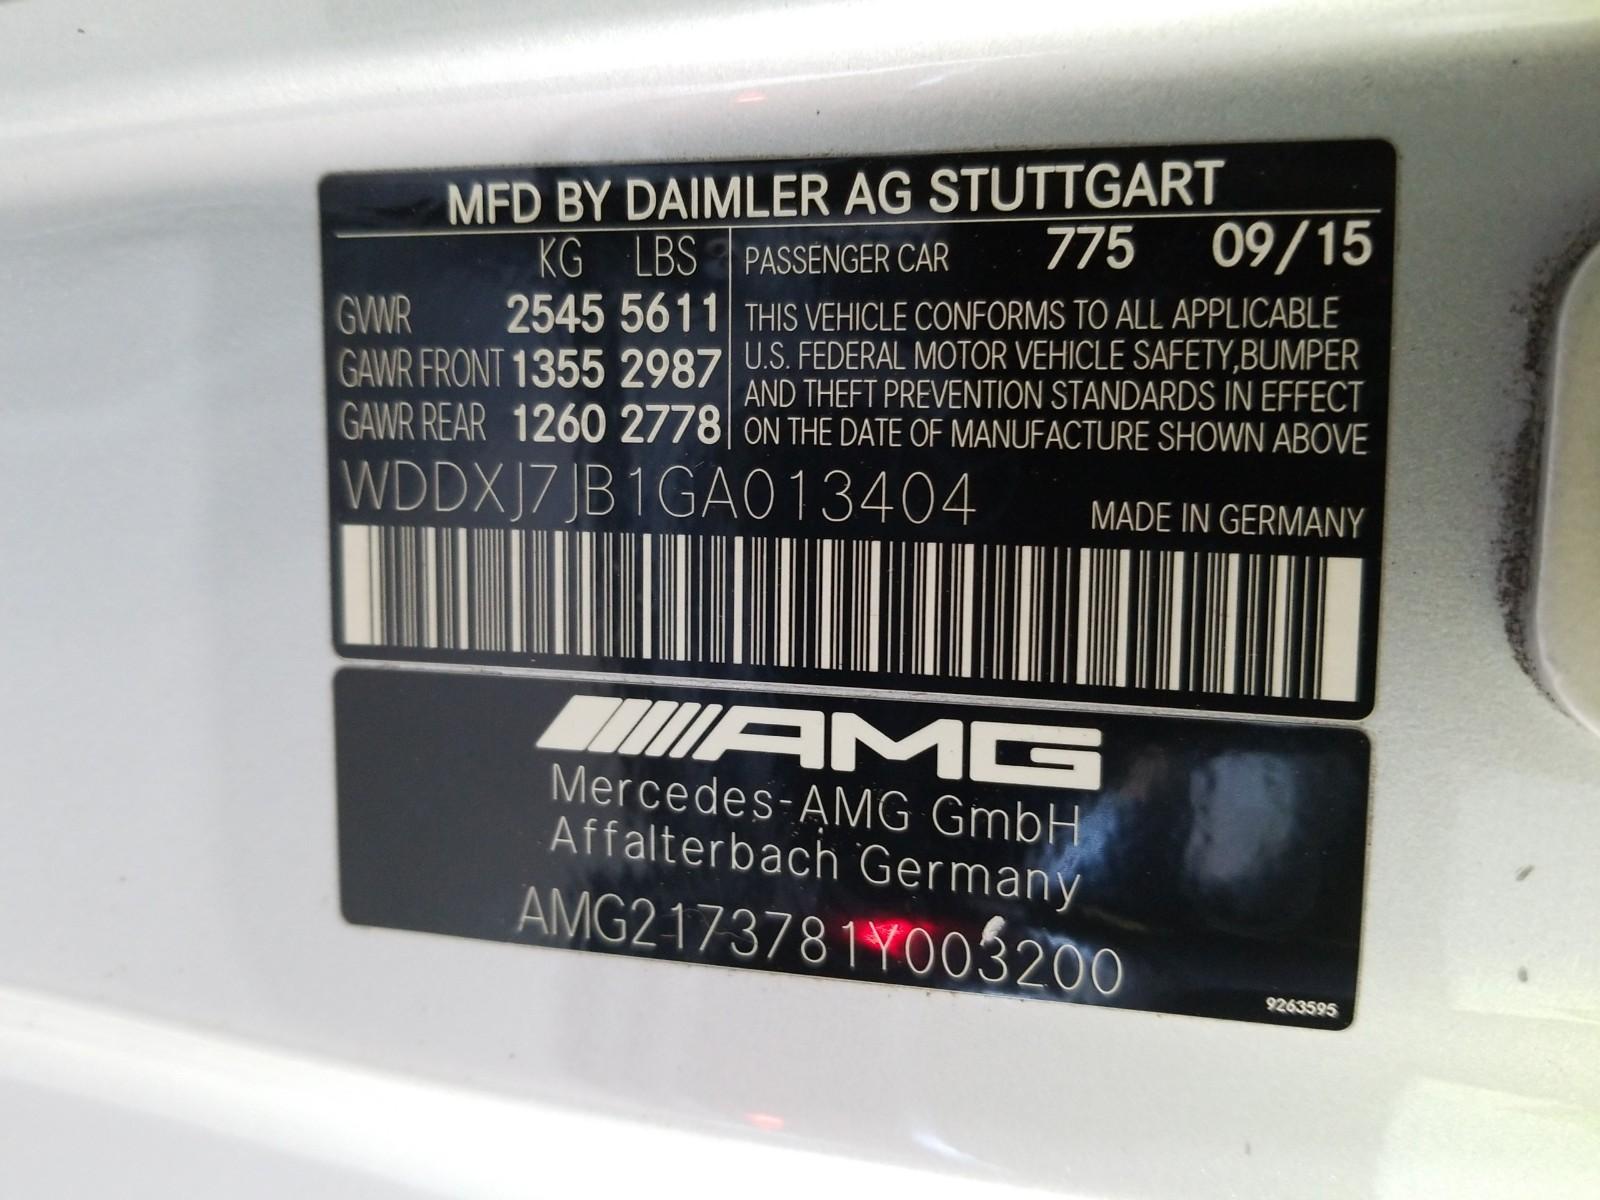 MFD BY DAIMLER AG STUTTGART
KG LBS
GVWR 2545 5611
GAWR FRONT 1355 2987
GAWR REAR 1260 2778
PASSENGER CAR 775 09/15
THIS VEHICLE CONFORMS TO ALL APPLICABLE
U.S. FEDERAL MOTOR VEHICLE SAFETY,BUMPER
AND THEFT PREVENTION STANDARDS IN EFFECT
ON THE DATE OF MANUFACTURE SHOWN ABOVE
WDDXJ7JB1GA013404
MADE IN GERMANY
AMG
Mercedes-AMG GmbH
Affalterbach Germany
AMG2173781Y003200
9263595